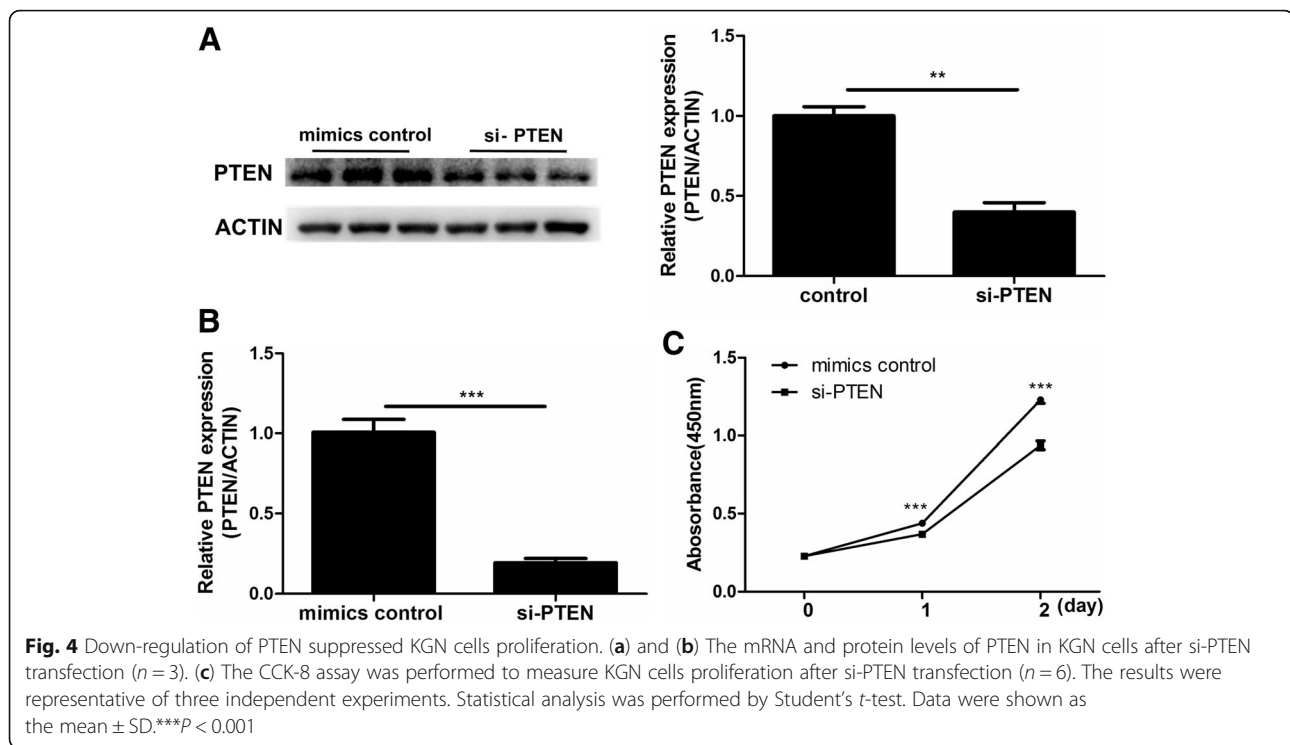 A
mimics control
si- PTEN
PTEN
ACTIN
Relative PTEN expression
(PTEN/ACTIN)
1.5
1.0
0.5
0.0
**
control
si-PTEN
B
Relative PTEN expression
(PTEN/ACTIN)
1.5
1.0
0.5
0.0
***
mimics control
si-PTEN
C
Abosorbance(450nm)
1.5
1.0
0.5
0.0
mimics control
si-PTEN
***
***
0
1
2 (day)
Fig. 4 Down-regulation of PTEN suppressed KGN cells proliferation. (a) and (b) The mRNA and protein levels of PTEN in KGN cells after si-PTEN
transfection (n = 3). (c) The CCK-8 assay was performed to measure KGN cells proliferation after si-PTEN transfection (n = 6). The results were
representative of three independent experiments. Statistical analysis was performed by Student's t-test. Data were shown as
the mean ± SD.***P < 0.001